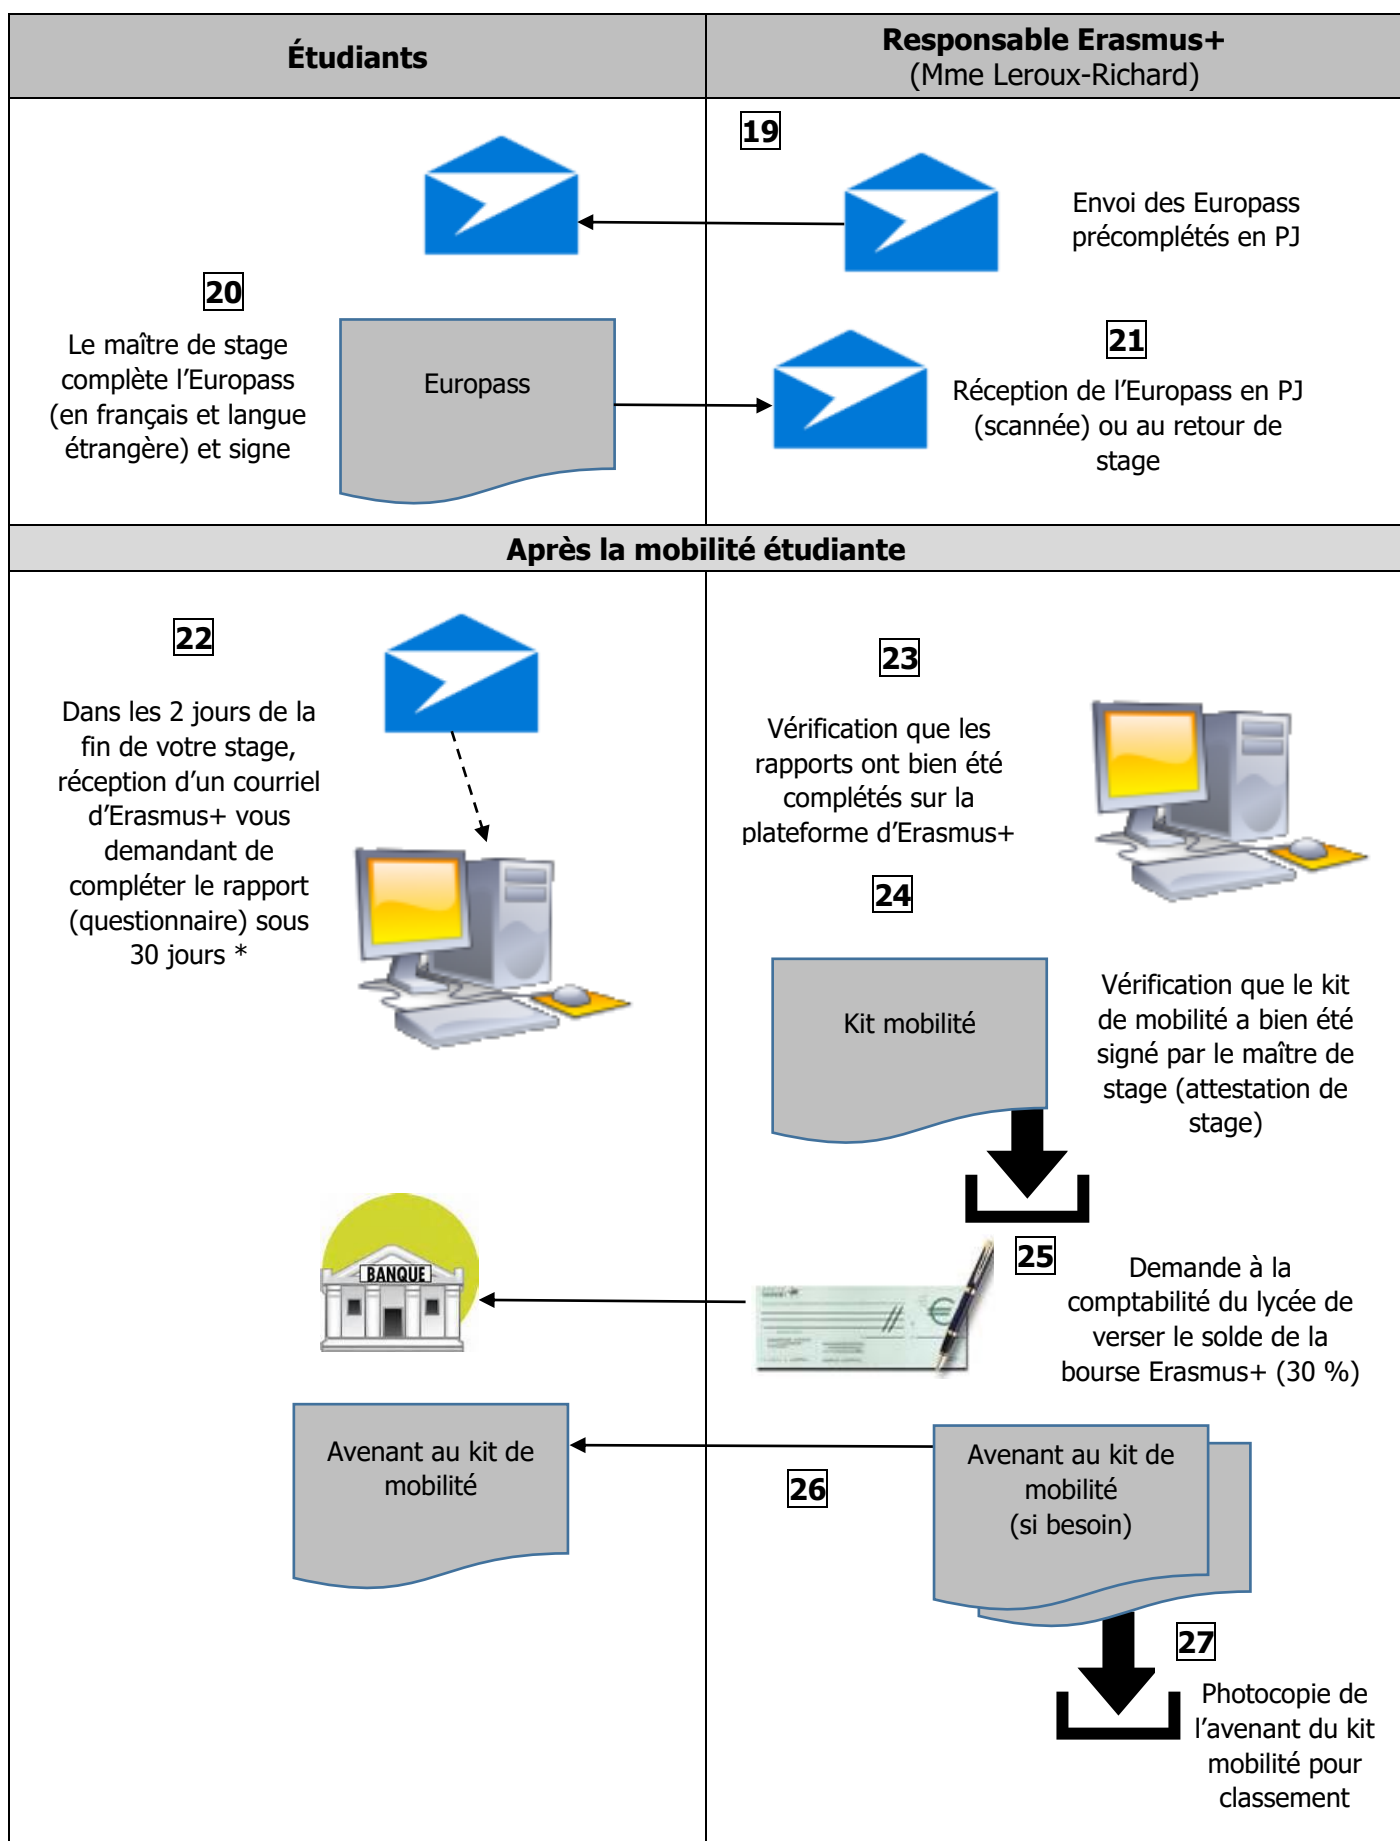 Étudiants
Responsable Erasmus+
(Mme Leroux-Richard)
19
Envoi des Europass
précomplétés en PJ
20
Le maître de stage
complète l'Europass
(en français et langue
étrangère) et signe
Europass
21
Réception de l'Europass en PJ
(scannée) ou au retour de
stage
Après la mobilité étudiante
22
Dans les 2 jours de la
fin de votre stage,
réception d'un courriel
d'Erasmus+ vous
demandant de
compléter le rapport
(questionnaire) sous
30 jours *
23
Vérification que les
rapports ont bien été
complétés sur la
plateforme d'Erasmus+
24
Kit mobilité
Vérification que le kit
de mobilité a bien été
signé par le maître de
stage (attestation de
stage)
BANQUE
25
Demande à la
comptabilité du lycée de
verser le solde de la
bourse Erasmus+ (30 %)
Avenant au kit de
mobilité
26
Avenant au kit de
mobilité
(si besoin)
27
Photocopie de
l'avenant du kit
mobilité pour
classement